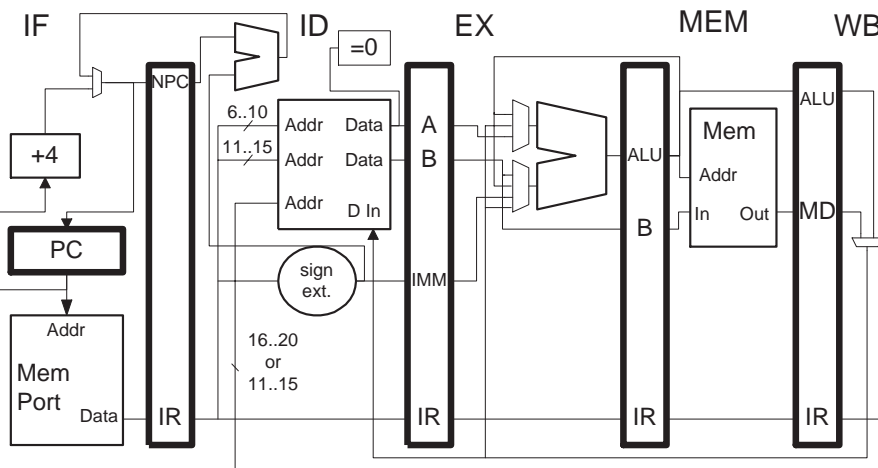 IF
ID
EX
MEM
WB
=0
NPC
+4
PC
Addr
Mem
Port
Data
IR
6..10
11..15
Addr
Data
Addr
Data
Addr
D In
sign
ext.
16..20
or
11..15
A
B
IMM
IR
ALU
B
IR
Mem
Addr
In
Out
ALU
MD
IR